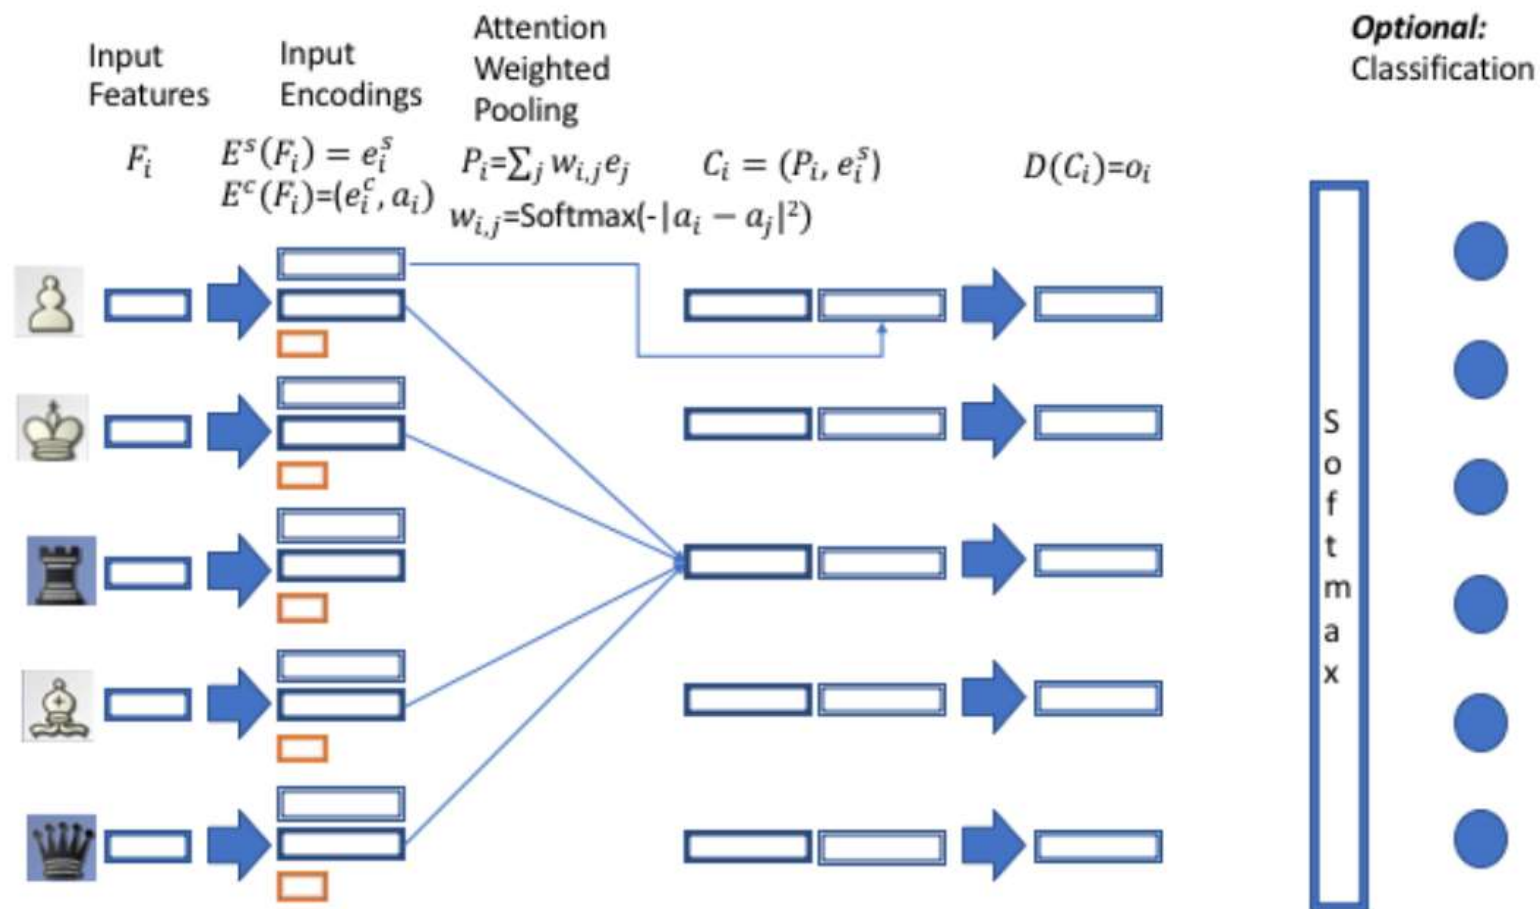 Input
Features
Input
Encodings
Attention
Weighted
Pooling
Optional:
Classification
F_i
E^s(F_i) = e_i^s
E^c(F_i)=(e_i^c, a_i)
P_i=∑_j w_{i,j}e_j
w_{i,j}=Softmax(-|a_i − a_j|^2)
C_i = (P_i, e_i^s)
D(C_i)=o_i
S
o
f
t
m
a
x